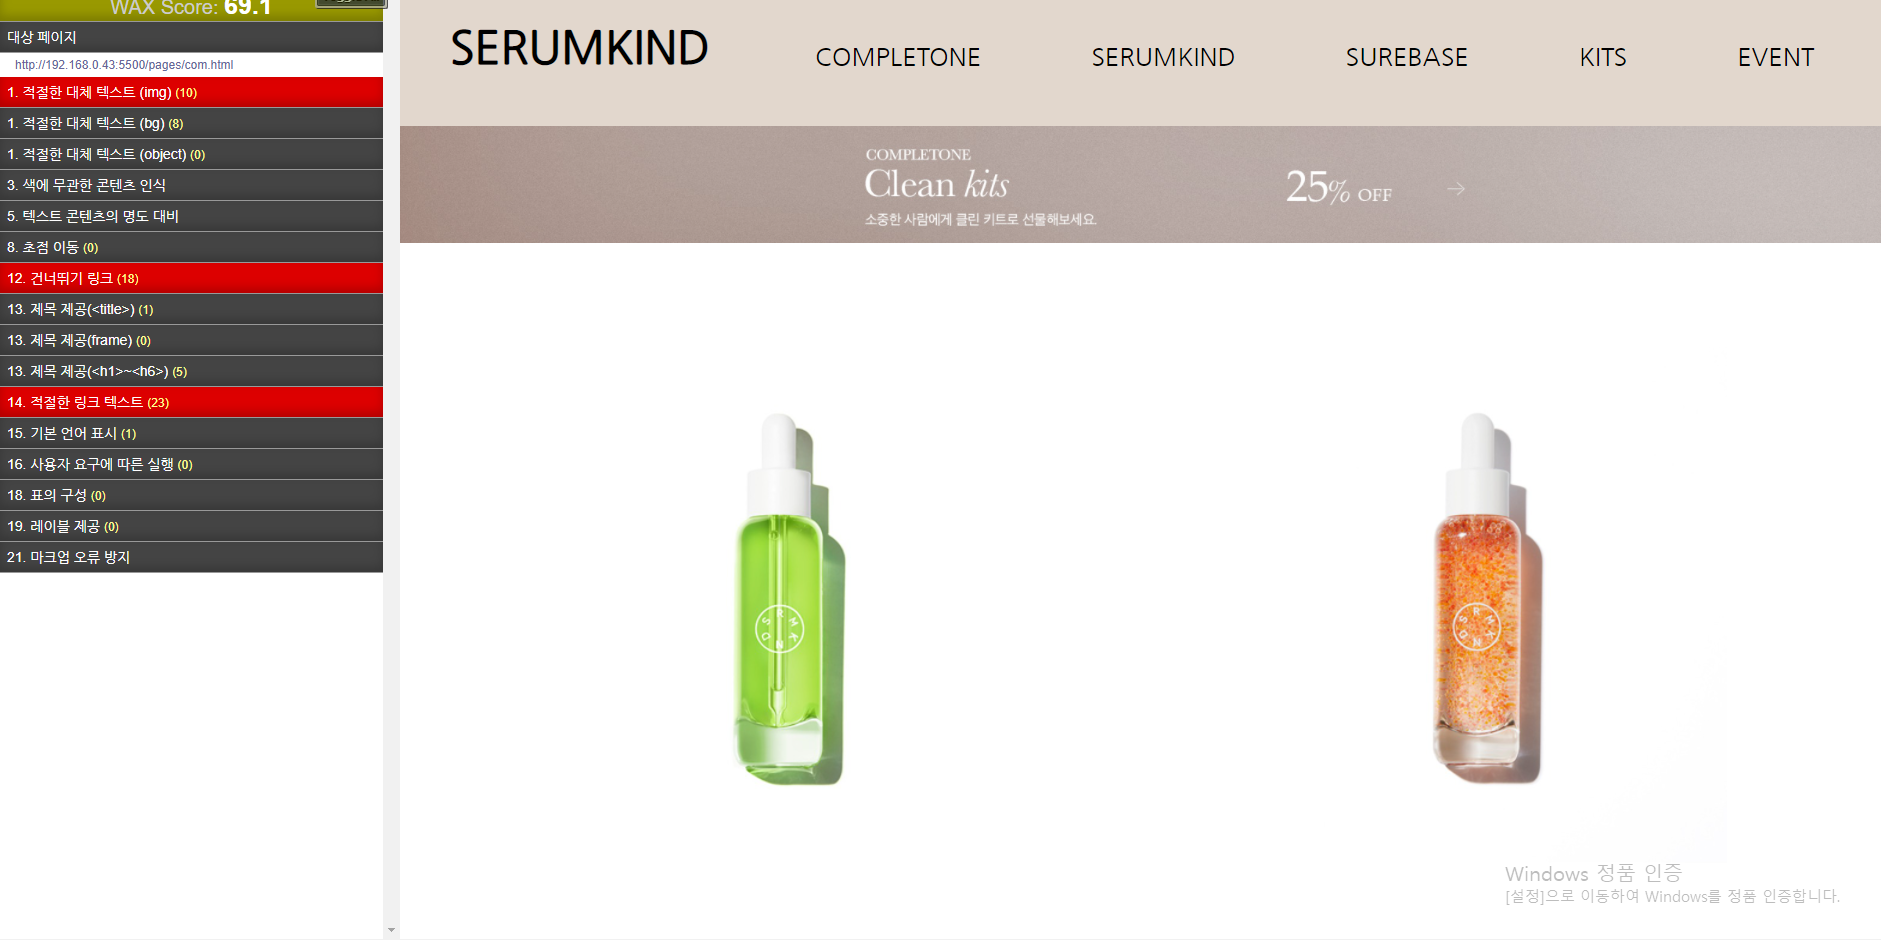 WAX Score: 69.1
대상 페이지
http://192.168.0.43:5500/pages/com.html
1. 적절한 대체 텍스트 (img) (10)
1. 적절한 대체 텍스트 (bg) (8)
1. 적절한 대체 텍스트 (object) (0)
3. 색에 무관한 콘텐츠 인식
5. 텍스트 콘텐츠의 명도 대비
8. 초점 이동 (0)
12. 건너뛰기 링크 (18)
13. 제목 제공(<title>) (1)
13. 제목 제공(frame) (0)
13. 제목 제공(<h1>~<h6>) (5)
14. 적절한 링크 텍스트 (23)
15. 기본 언어 표시 (1)
16. 사용자 요구에 따른 실행 (0)
18. 표의 구성 (0)
19. 레이블 제공 (0)
21. 마크업 오류 방지
SERUMKIND
COMPLETONE SERUMKIND SUREBASE KITS EVENT
COMPLETONE
Clean kits
소중한 사람에게 클린 키트로 선물해보세요.
25% OFF →
SRMKND
SRMKND
Windows 정품 인증
[설정]으로 이동하여 Windows를 정품 인증합니다.